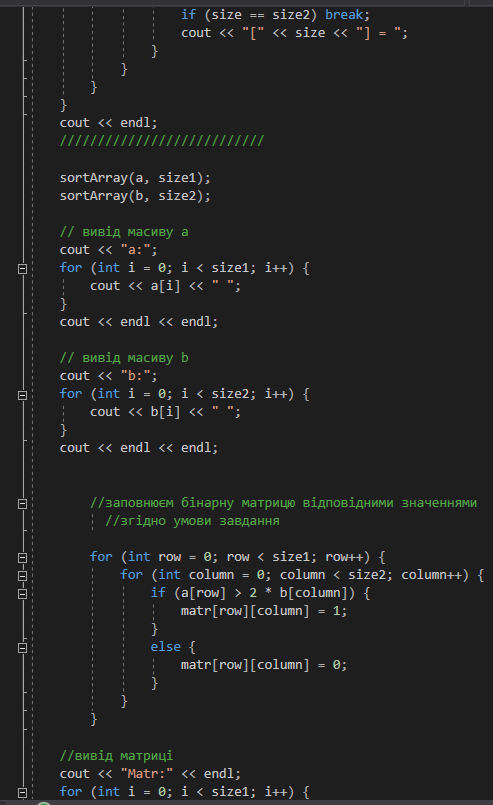 if (size == size2) break;
cout << "[" << size << "] = ";
}
}
}
}
cout << endl;
///////////////////////////
sortArray(a, size1);
sortArray(b, size2);
// вивід масиву a
cout << "a:";
for (int i = 0; i < size1; i++) {
cout << a[i] << " ";
}
cout << endl << endl;
// вивід масиву b
cout << "b:";
for (int i = 0; i < size2; i++) {
cout << b[i] << " ";
}
cout << endl << endl;
//заповнюєм бінарну матрицю відповідними значеннями
//згідно умови завдання
for (int row = 0; row < size1; row++) {
for (int column = 0; column < size2; column++) {
if (a[row] > 2 * b[column]) {
matr[row][column] = 1;
}
else {
matr[row][column] = 0;
}
}
}
//вивід матриці
cout << "Matr:" << endl;
for (int i = 0; i < size1; i++) {